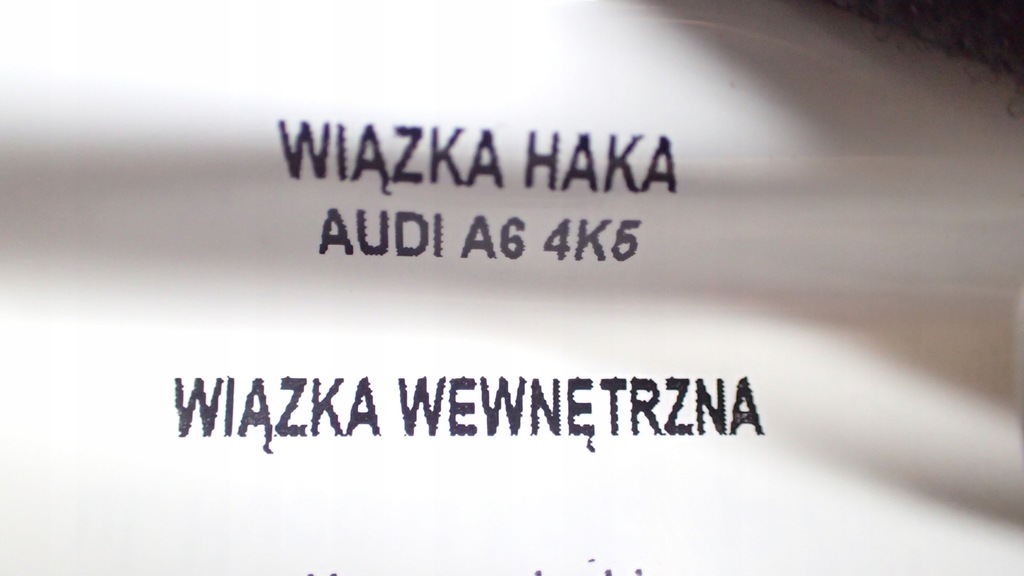 WIĄZKA HAKA
AUDI A6 4K5
WIĄZKA WEWNĘTRZNA